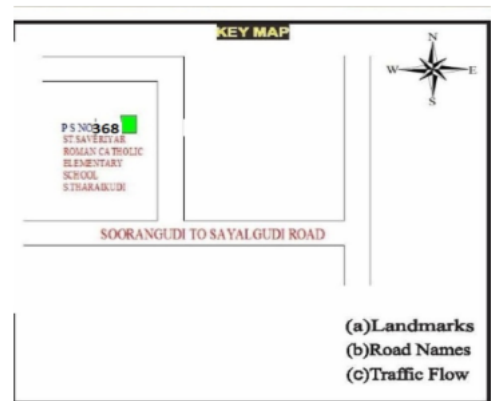 KEY MAP
N
W E
S
P S NO 368
ST SAVERIYAR
ROMAN CATHOLIC
ELEMENTARY
SCHOOL
S THARAIKUDI
SOORANGUDI TO SAYALGUDI ROAD
(a)Landmarks
(b)Road Names
(c)Traffic Flow